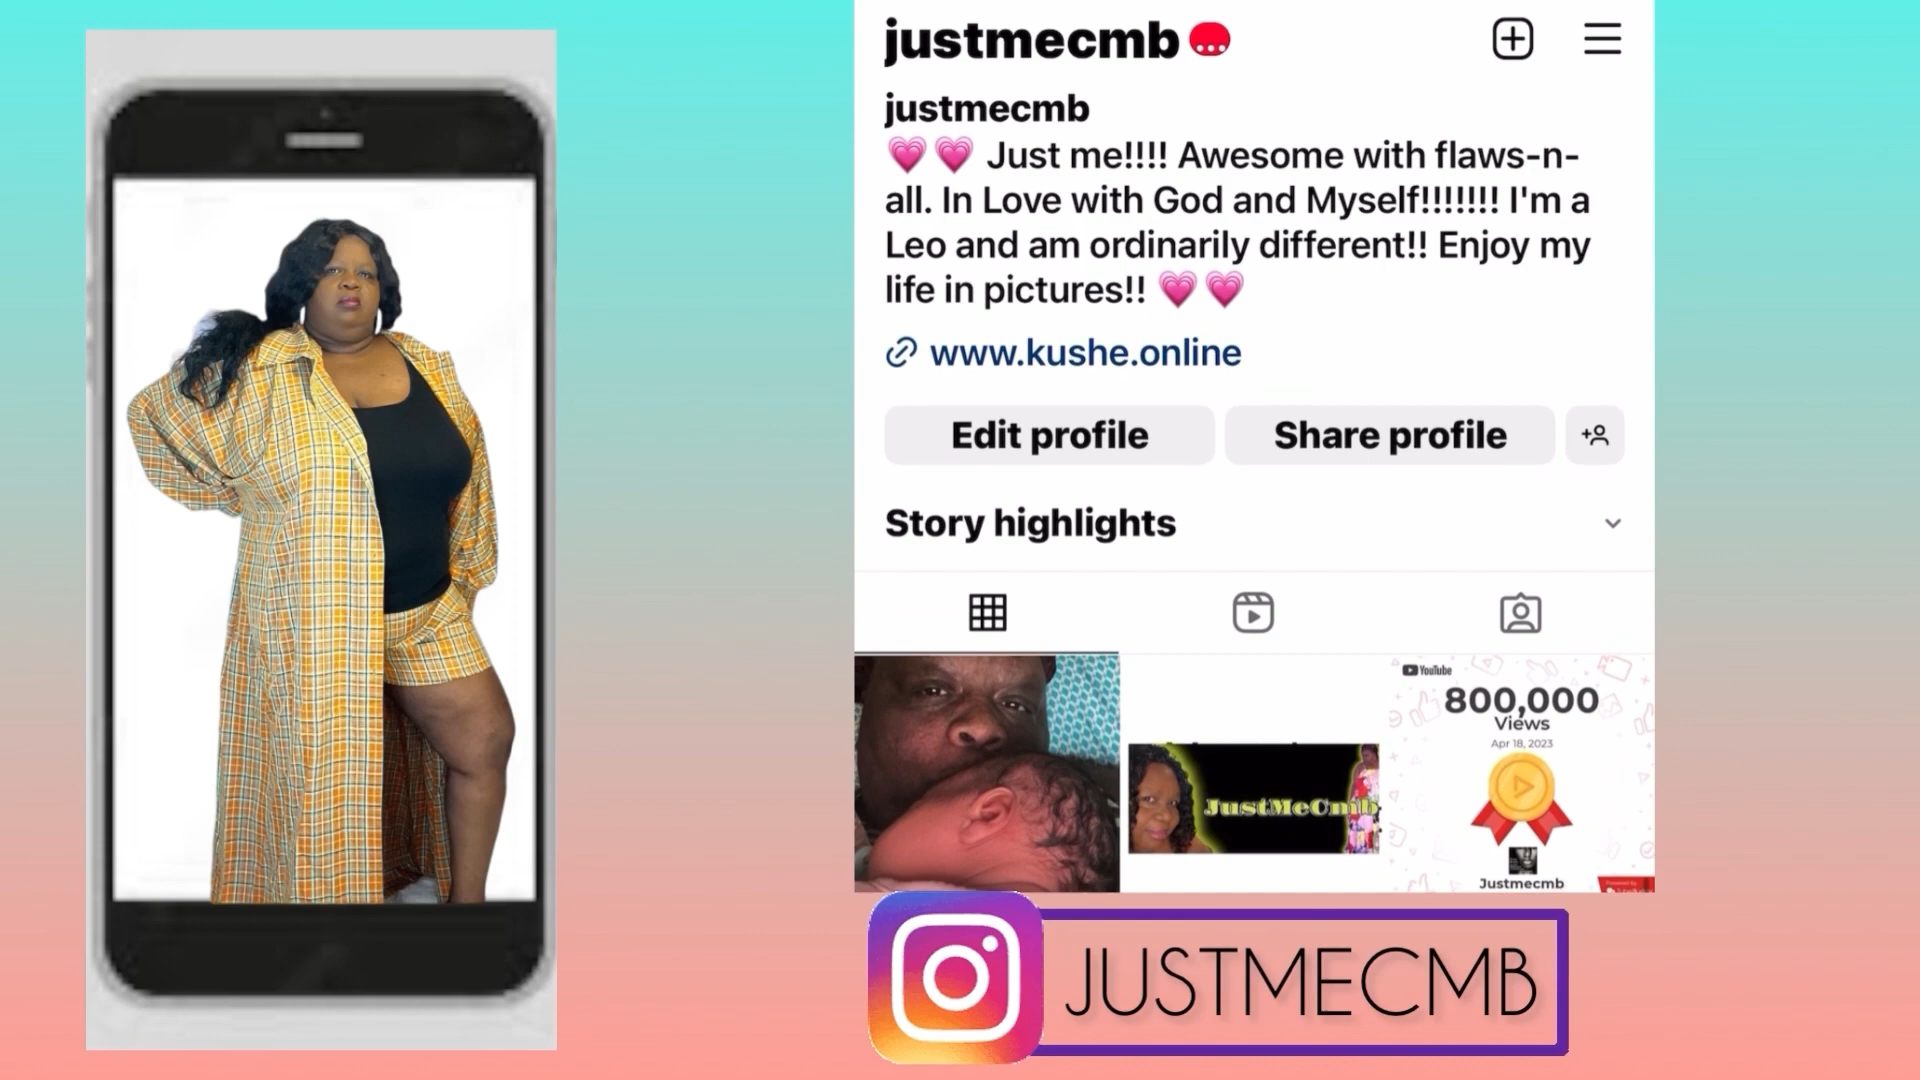 justmecmb
justmecmb
💗💗 Just me!!!! Awesome with flaws-n-
all. In Love with God and Myself!!!!!!! I'm a
Leo and am ordinarily different!! Enjoy my
life in pictures!! 💗💗
www.kushe.online
Edit profile
Share profile
Story highlights
JustMeCmb
YouTube
800,000
Views
Apr 18, 2023
Justmecmb
JUSTMECMB